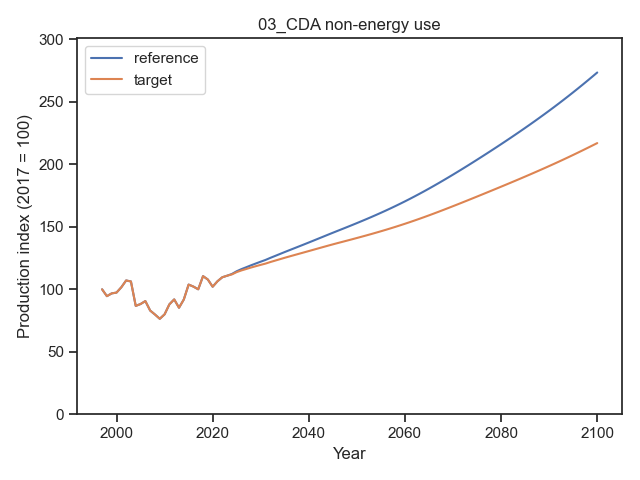 03_CDA non-energy use
reference
target
Production index (2017 = 100)
300
250
200
150
100
50
0
2000 2020 2040 2060 2080 2100
Year